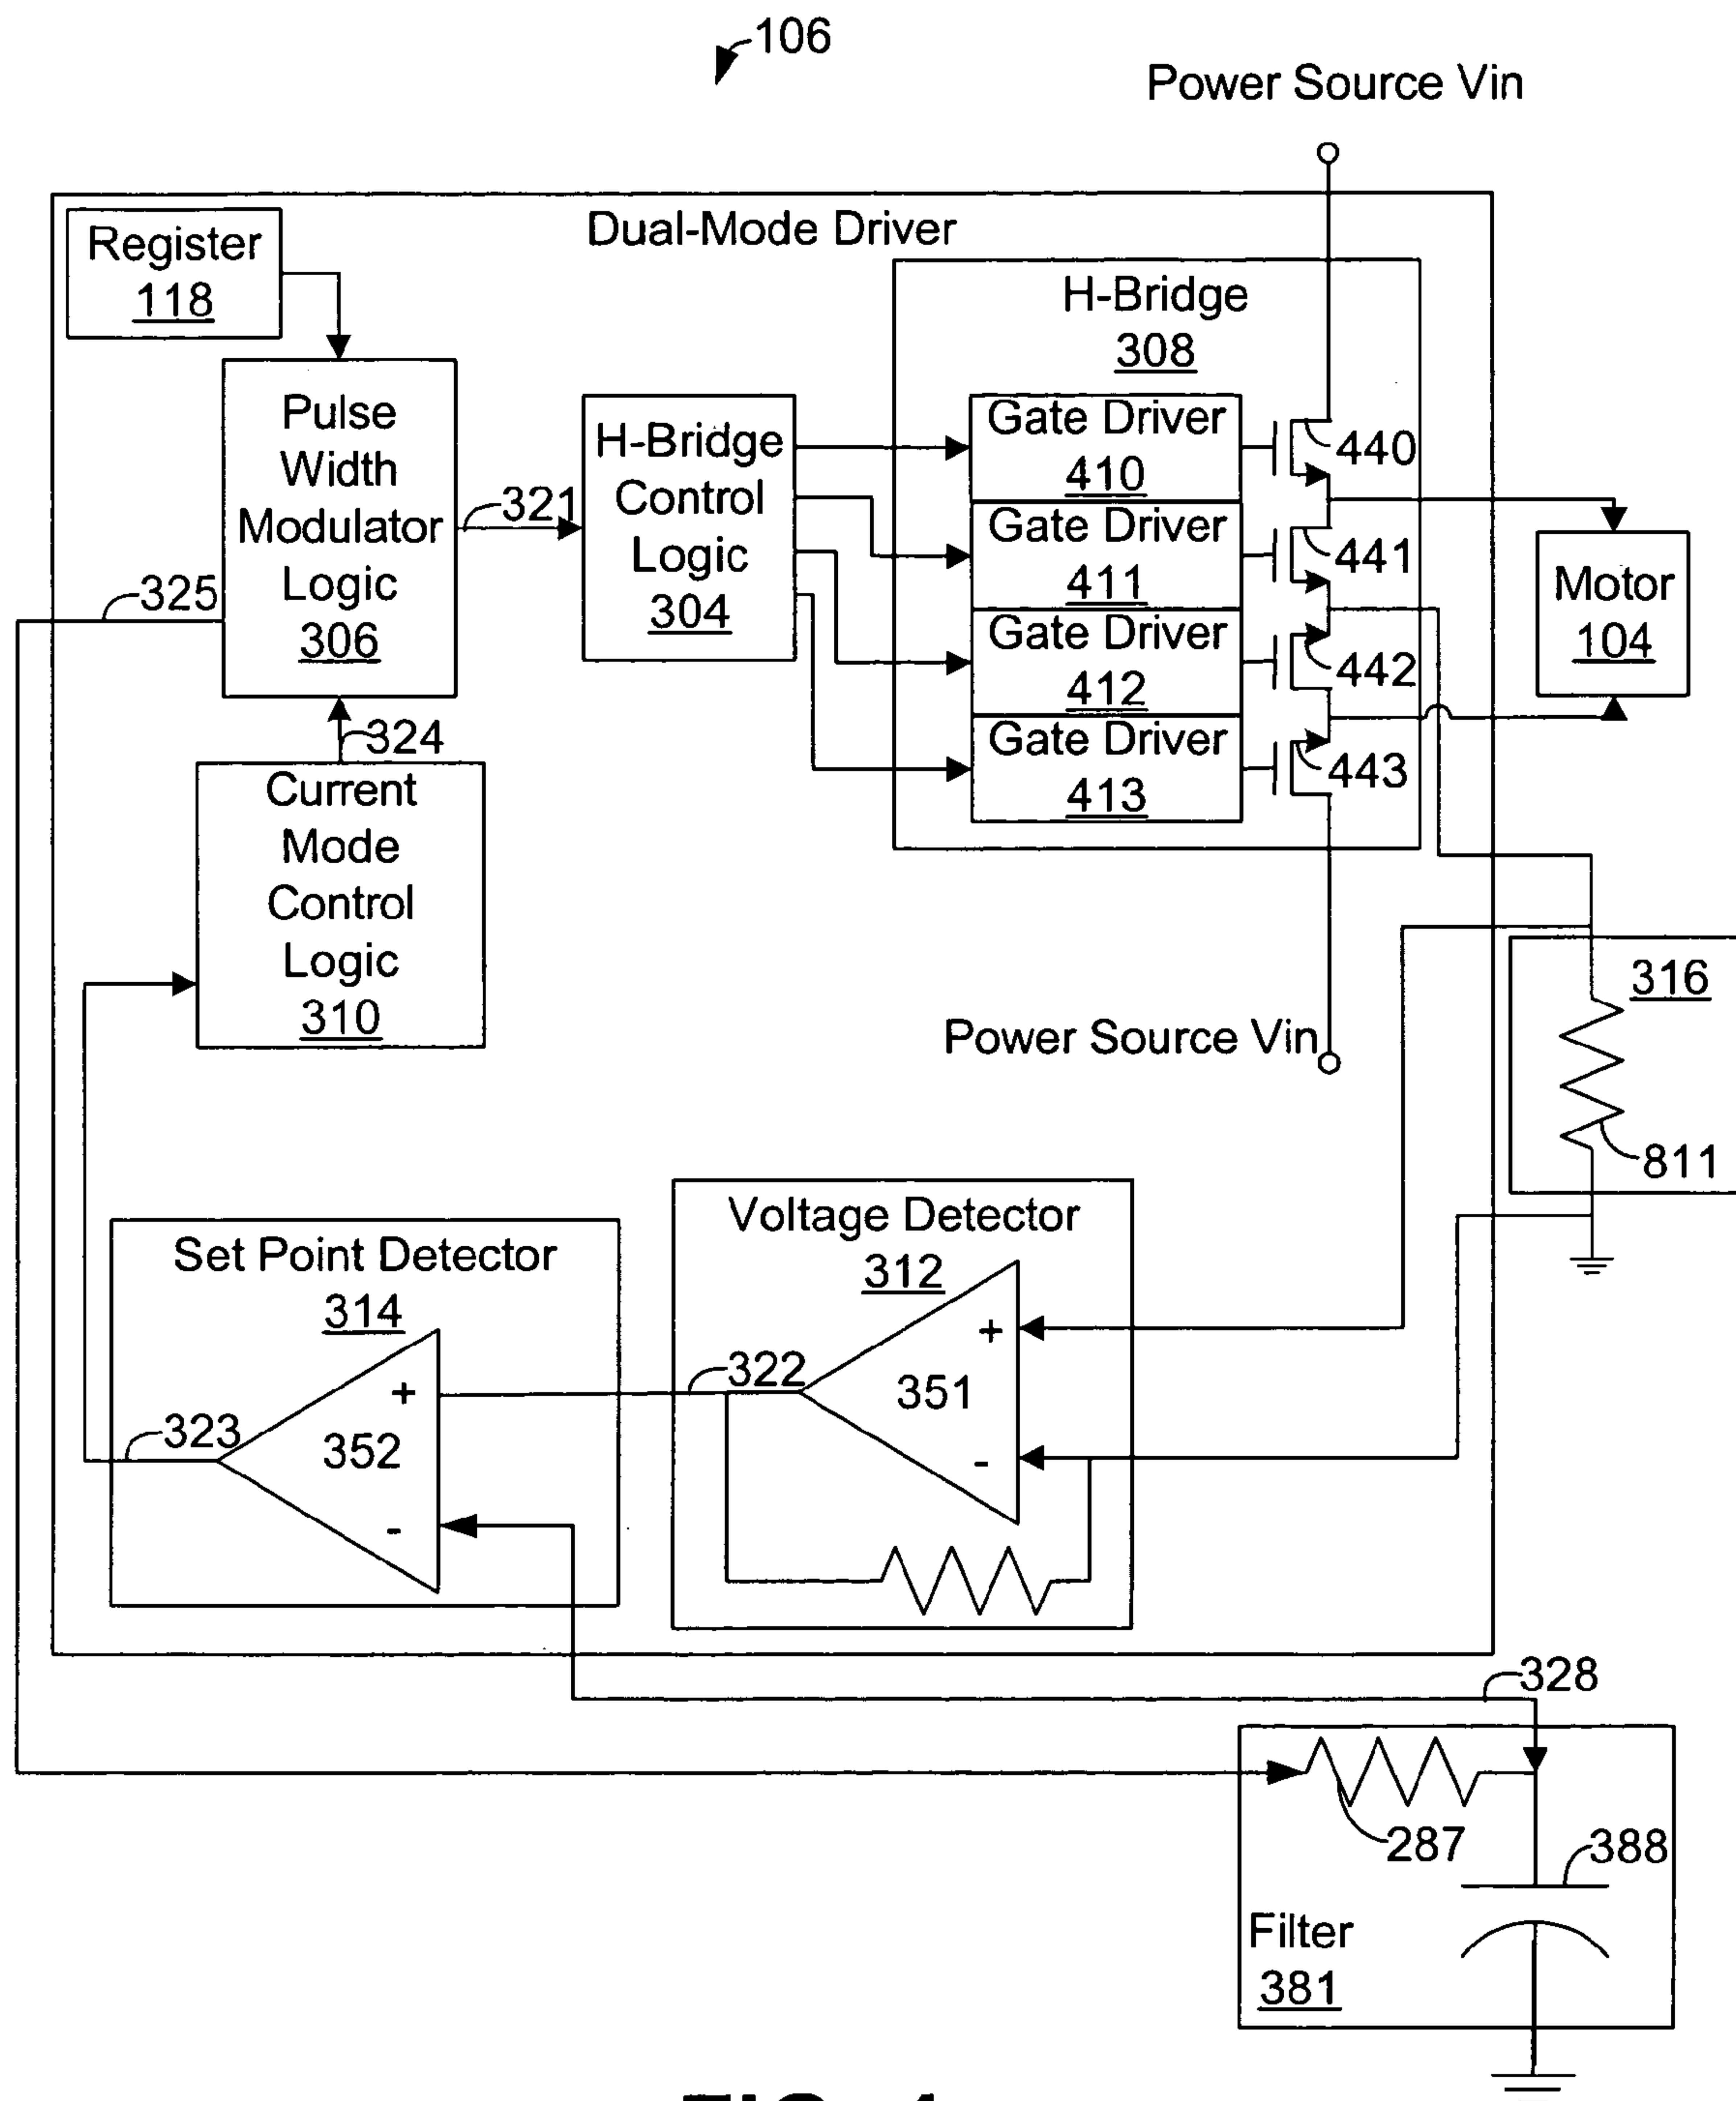 106
Power Source Vin
Dual-Mode Driver
Register
118
H-Bridge
308
Pulse
Width
Modulator
Logic
306
321
H-Bridge
Control
Logic
304
Gate Driver
410
440
Gate Driver
411
441
Gate Driver
412
442
Gate Driver
413
443
Motor
104
325
324
Current
Mode
Control
Logic
310
Power Source Vin
316
811
Voltage Detector
312
+
351
-
322
Set Point Detector
314
+
352
-
323
328
287
388
Filter
381